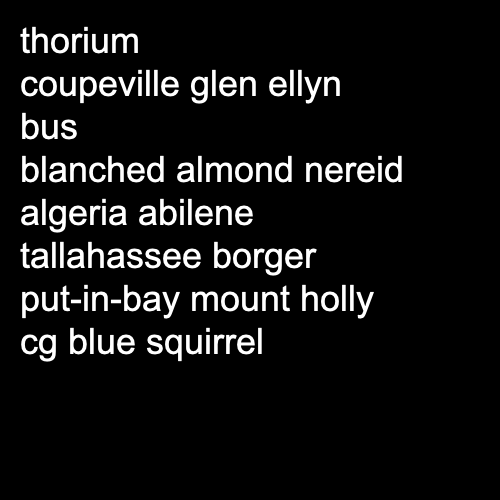 thorium
coupeville glen ellyn
bus
blanched almond nereid
algeria abilene
tallahassee borger
put-in-bay mount holly
cg blue squirrel